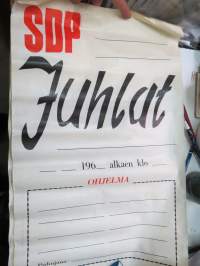 SDP
Juhlat
196 alkaen klo
OHJELMA